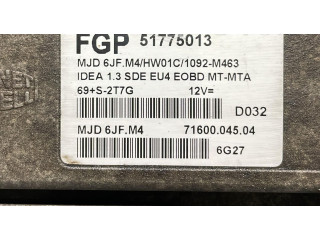 FGP 51775013
MJD 6JF.M4/HW01C/1092-M463
IDEA 1.3 SDE EU4 EOBD MT-MTA
69+S-2T7G 12V=
D032
MJD 6JF.M4 71600.045.04
6G27